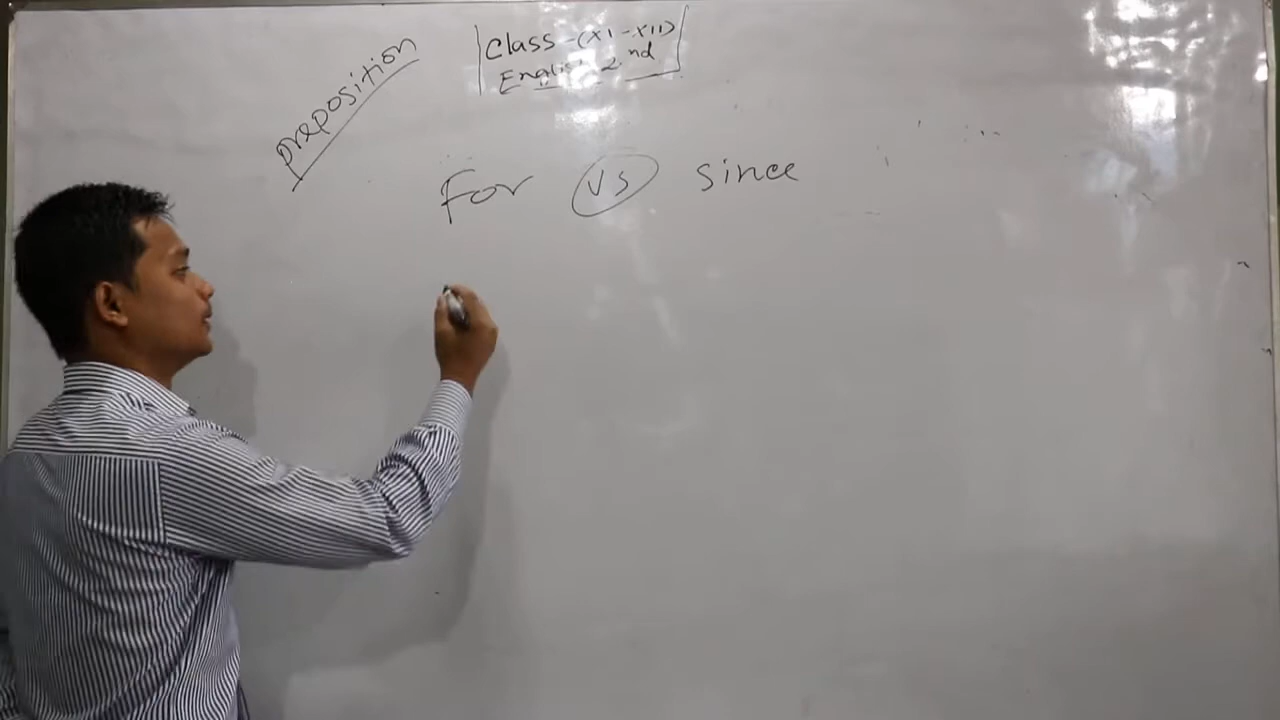 Class-(XI-XII)
English 2nd
preposition
For vs since